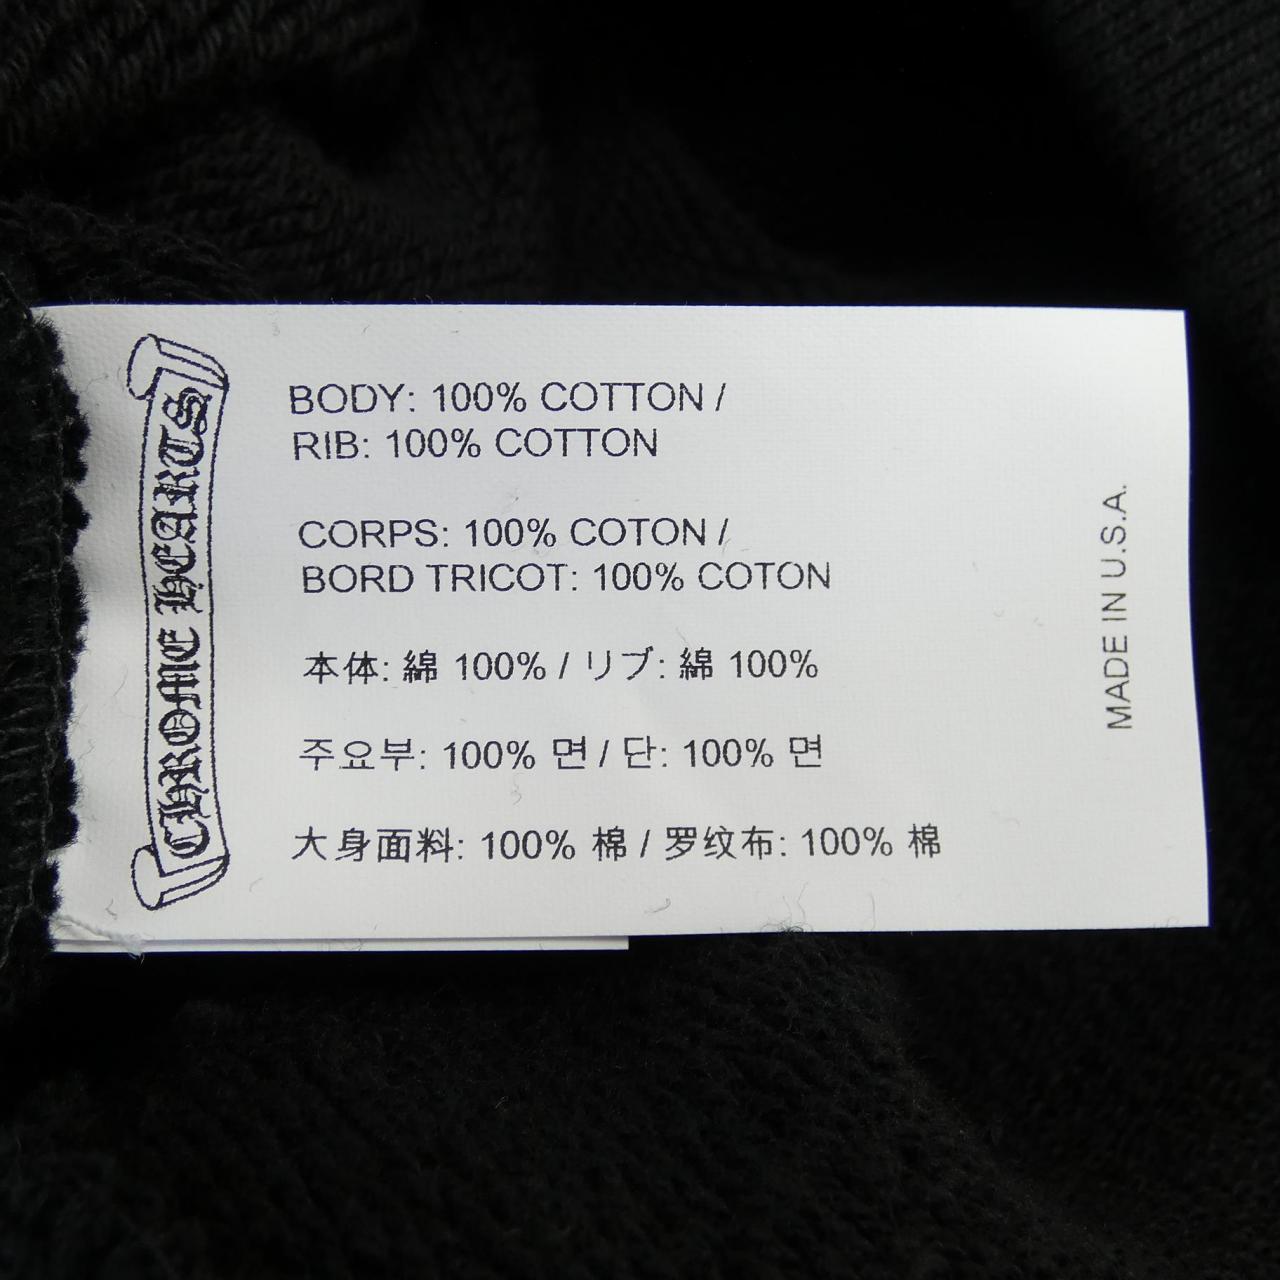 CHROME HEARTS
BODY: 100% COTTON /
RIB: 100% COTTON
CORPS: 100% COTON /
BORD TRICOT: 100% COTON
本体: 綿 100% / リブ: 綿 100%
주요부: 100% 면 / 단: 100% 면
大身面料: 100% 棉 / 罗纹布: 100% 棉
MADE IN U.S.A.